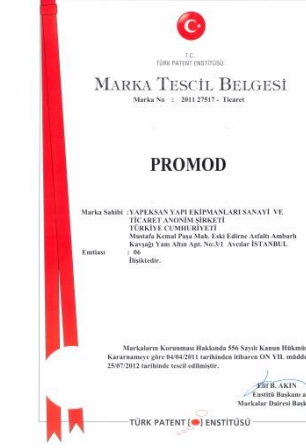 T.C.
TÜRK PATENT ENSTİTÜSÜ
MARKA TESCİL BELGESİ
Marka No : 2011 27517 - Ticaret
PROMOD
Marka Sahibi :YAPEKSAN YAPI EKİPMANLARI SANAYİ VE
TİCARET ANONİM ŞİRKETİ
TÜRKİYE CUMHURİYETİ
Mustafa Kemal Paşa Mah. Eski Edirne Asfaltı Ambarlı
Kavşağı Yanı Altın Apt. No:3/1 Avcılar İSTANBUL
Emtiası : 06
İlişiktedir.
Markaların Korunması Hakkında 556 Sayılı Kanun Hükmün
Kararnameye göre 04/04/2011 tarihinden itibaren ON YIL müdde
25/07/2012 tarihinde tescil edilmiştir.
Elif B. AKIN
Enstitü Başkanı a
Markalar Dairesi Başk
TÜRK PATENT ENSTİTÜSÜ